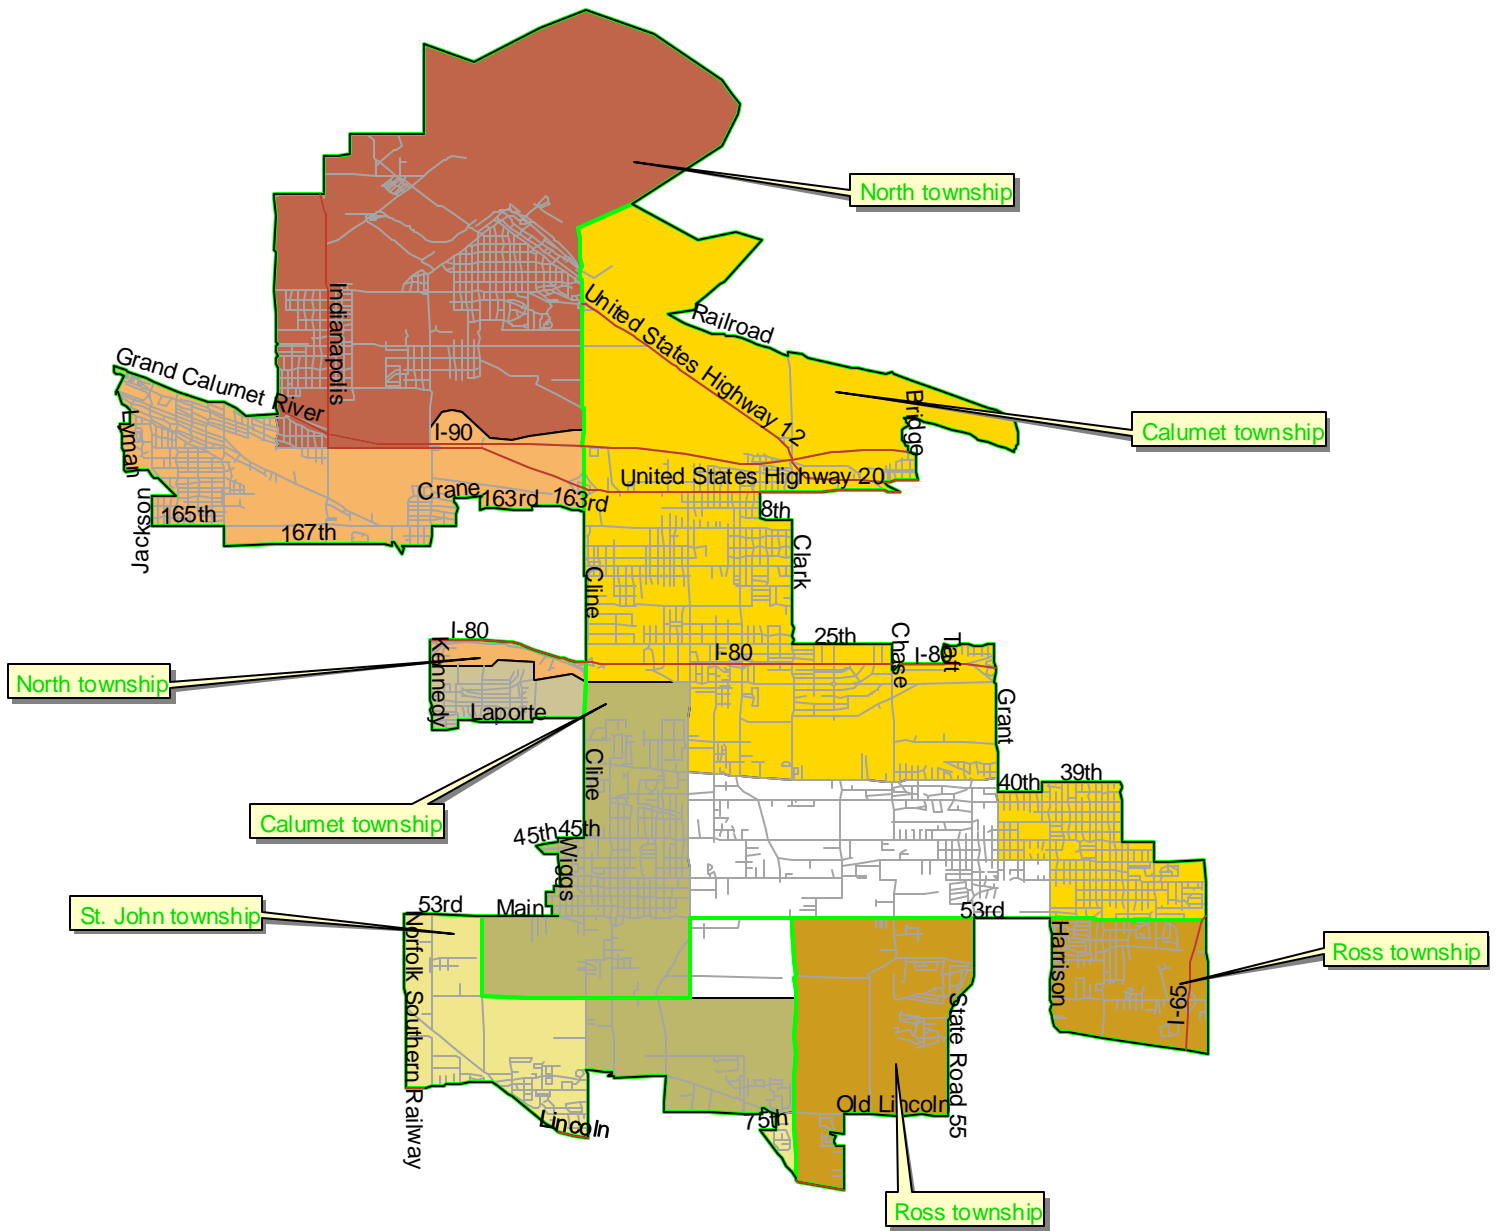 North township
Indianapolis
United States Highway 12
Railroad
Grand Calumet River
Bridge
Calumet township
Lyman
I-90
United States Highway 20
Crane
163rd
163rd
Jackson
165th
167th
8th
Clark
Cline
I-80
Kennedy
25th
Chase
Taft
I-80
I-80
North township
Laporte
Grant
Cline
40th
39th
Calumet township
45th
45th
Wiggs
St. John township
53rd
Main
53rd
Norfolk Southern Railway
Harrison
Ross township
I-65
State Road 55
Old Lincoln
Lincoln
75th
Ross township